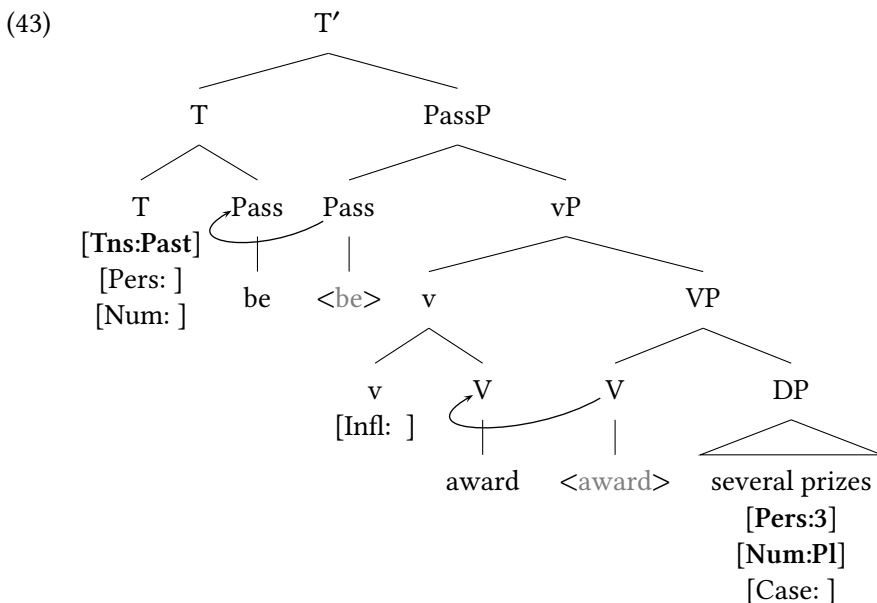 (43) T′
T PassP
T Pass Pass vP
[Tns:Past]
[Pers: ]
[Num: ]
be <be> v VP
v V V DP
[Infl: ]
award <award> several prizes
[Pers:3]
[Num:Pl]
[Case: ]